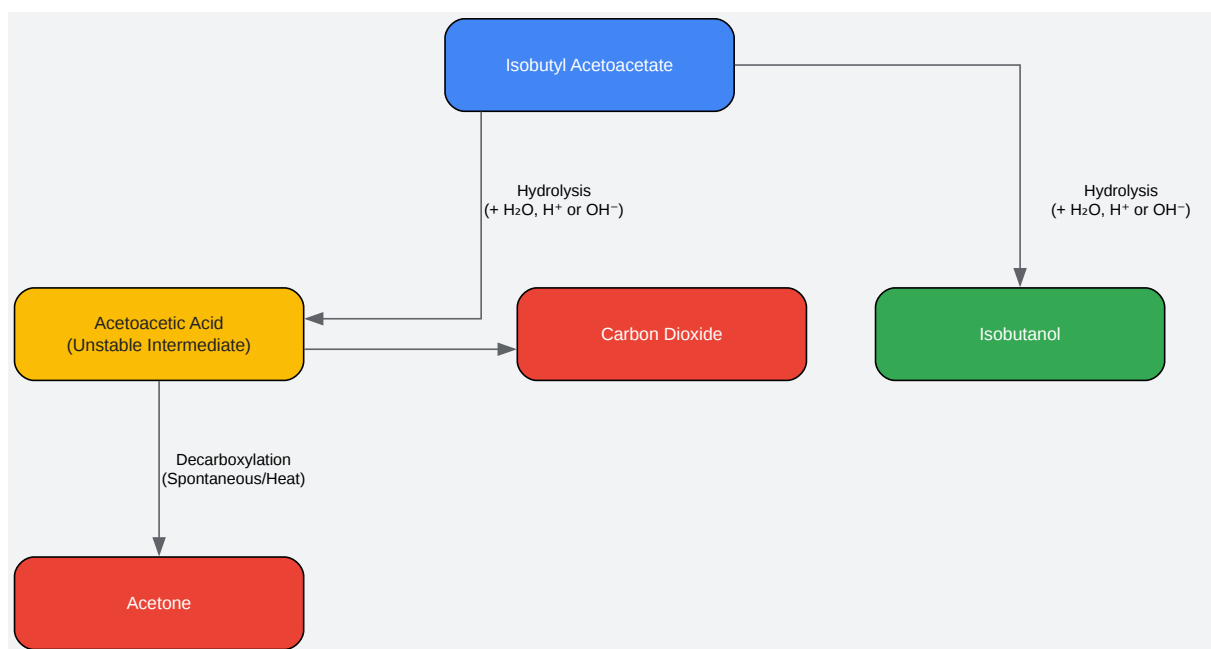 Isobutyl Acetoacetate
Hydrolysis
(+ H₂O, H⁺ or OH⁻)
Hydrolysis
(+ H₂O, H⁺ or OH⁻)
Acetoacetic Acid
(Unstable Intermediate)
Carbon Dioxide
Isobutanol
Decarboxylation
(Spontaneous/Heat)
Acetone